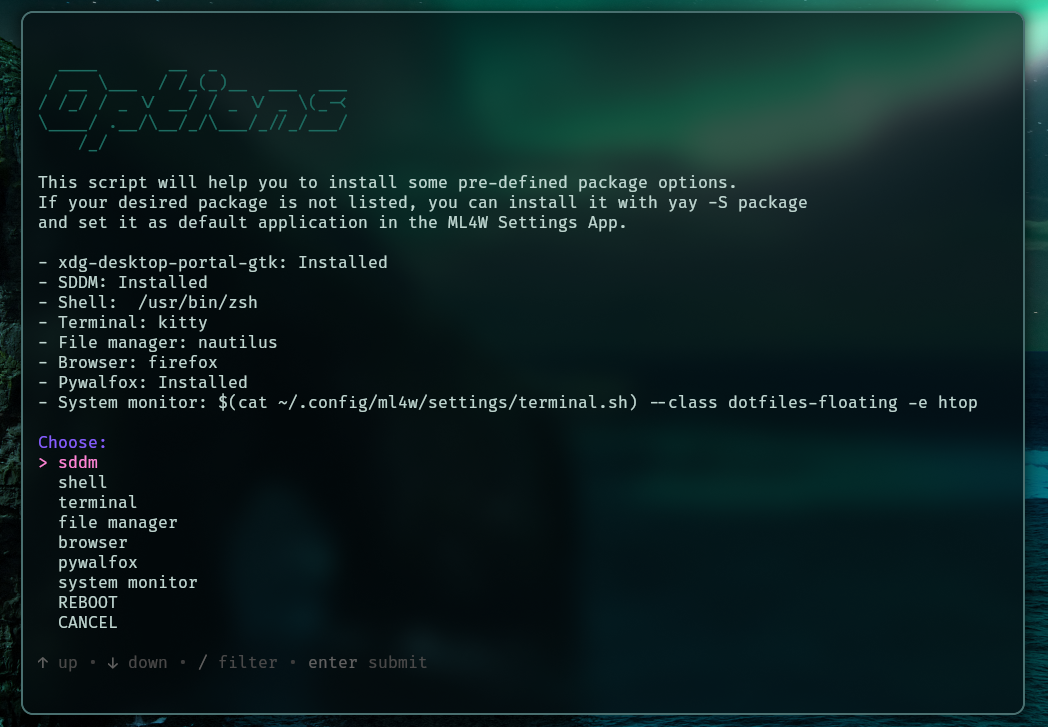 Options
This script will help you to install some pre-defined package options.
If your desired package is not listed, you can install it with yay -S package
and set it as default application in the ML4W Settings App.
- xdg-desktop-portal-gtk: Installed
- SDDM: Installed
- Shell:  /usr/bin/zsh
- Terminal: kitty
- File manager: nautilus
- Browser: firefox
- Pywalfox: Installed
- System monitor: $(cat ~/.config/ml4w/settings/terminal.sh) --class dotfiles-floating -e htop
Choose:
> sddm
shell
terminal
file manager
browser
pywalfox
system monitor
REBOOT
CANCEL
↑ up • ↓ down • / filter • enter submit